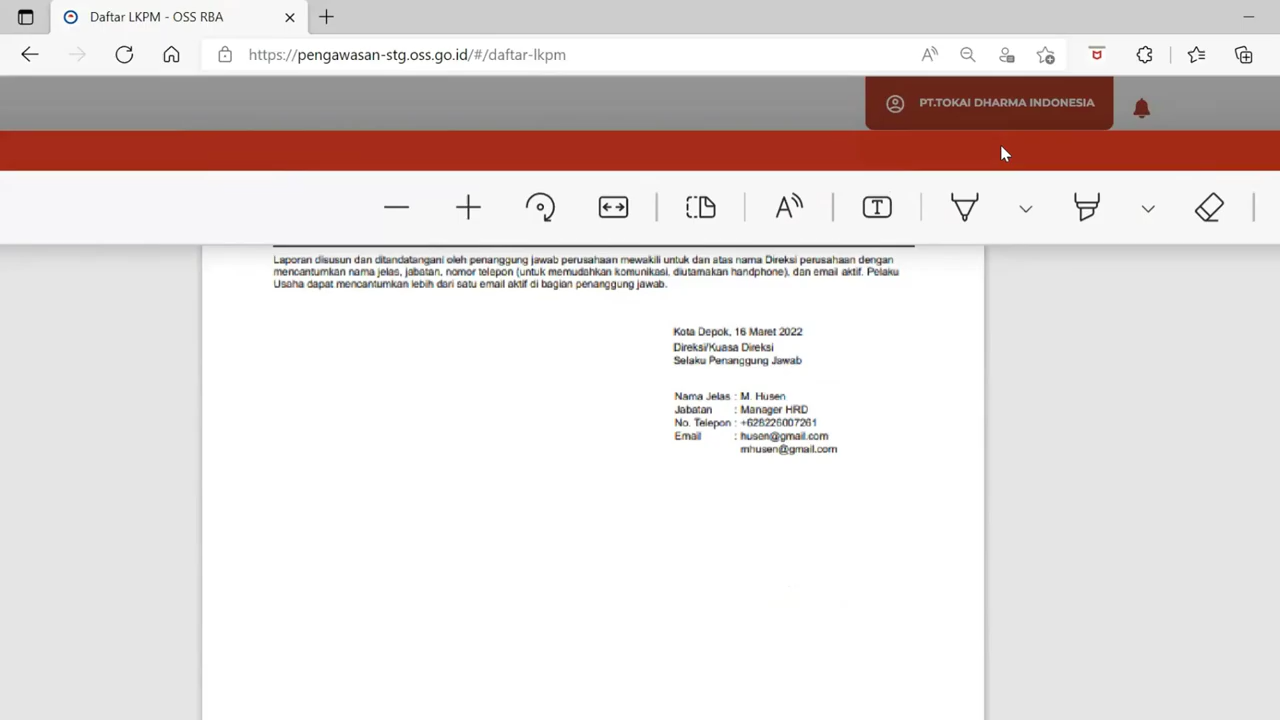 Daftar LKPM - OSS RBA
https://pengawasan-stg.oss.go.id/#/daftar-lkpm
PT.TOKAI DHARMA INDONESIA
Laporan disusun dan ditandatangani oleh penanggung jawab perusahaan mewakili untuk dan atas nama Direksi perusahaan dengan
mencantumkan nama jelas, jabatan, nomor telepon (untuk memudahkan komunikasi, diutamakan handphone), dan email aktif. Pelaku
Usaha dapat mencantumkan lebih dari satu email aktif di bagian penanggung jawab.
Kota Depok, 16 Maret 2022
Direksi/Kuasa Direksi
Selaku Penanggung Jawab
Nama Jelas : M. Husen
Jabatan : Manager HRD
No. Telepon : +628226007261
Email : husen@gmail.com
mhusen@gmail.com